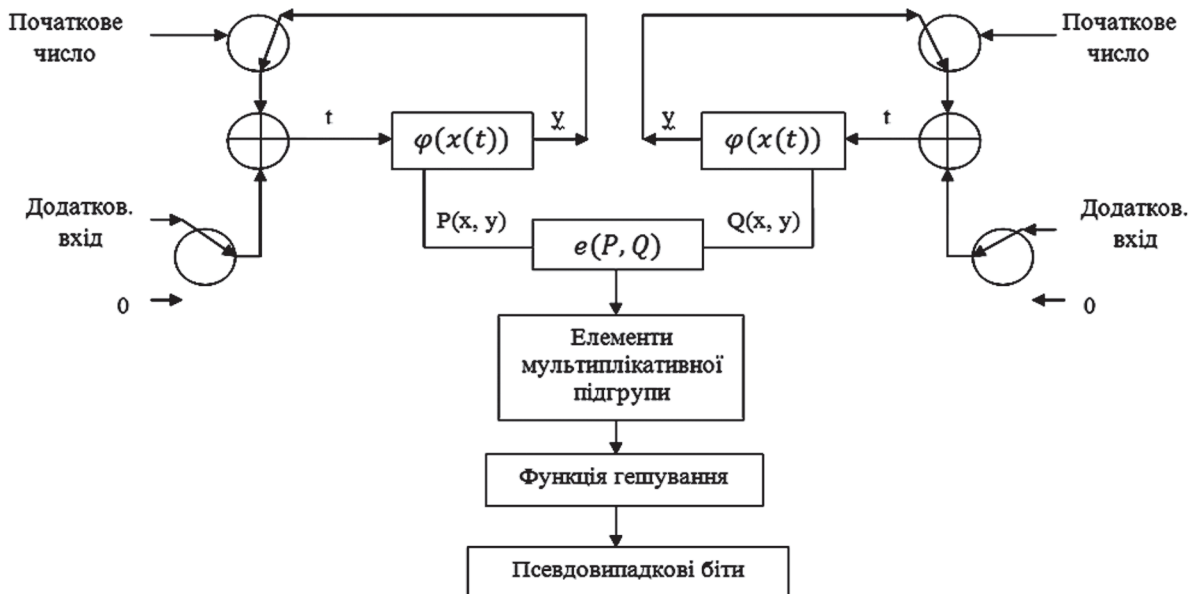 Початкове
число
Початкове
число
t
φ(x(t))
y
y
φ(x(t))
t
Додатков.
вхід
P(x, y)
e(P, Q)
Q(x, y)
Додатков.
вхід
0
0
Елементи
мультиплікативної
підгрупи
Функція гешування
Псевдовипадкові біти